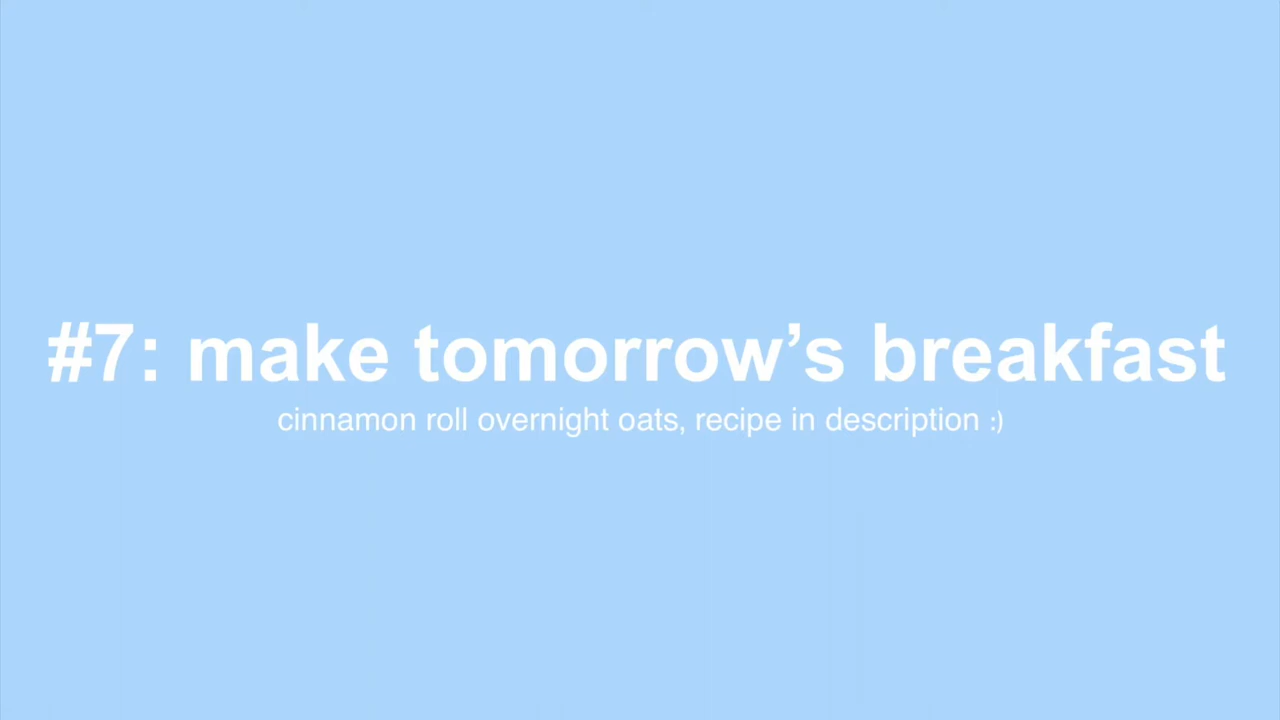 #7: make tomorrow’s breakfast
cinnamon roll overnight oats, recipe in description :)